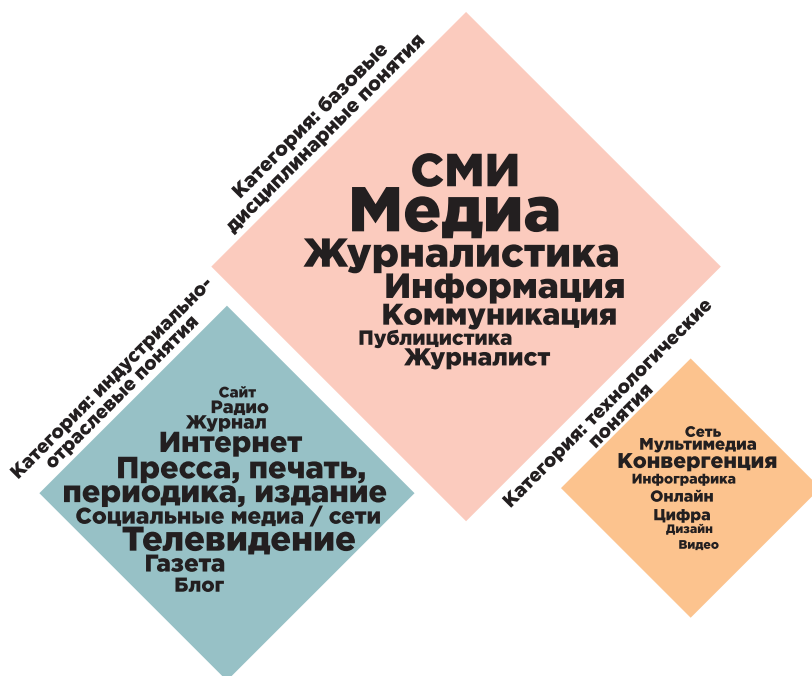 Категория: базовые
дисциплинарные понятия
СМИ
Медиа
Журналистика
Информация
Коммуникация
Публицистика
Журналист
Категория: индустриально-
отраслевые понятия
Сайт
Радио
Журнал
Интернет
Пресса, печать,
периодика, издание
Социальные медиа / сети
Телевидение
Газета
Блог
Категория: технологические
понятия
Сеть
Мультимедиа
Конвергенция
Инфографика
Онлайн
Цифра
Дизайн
Видео